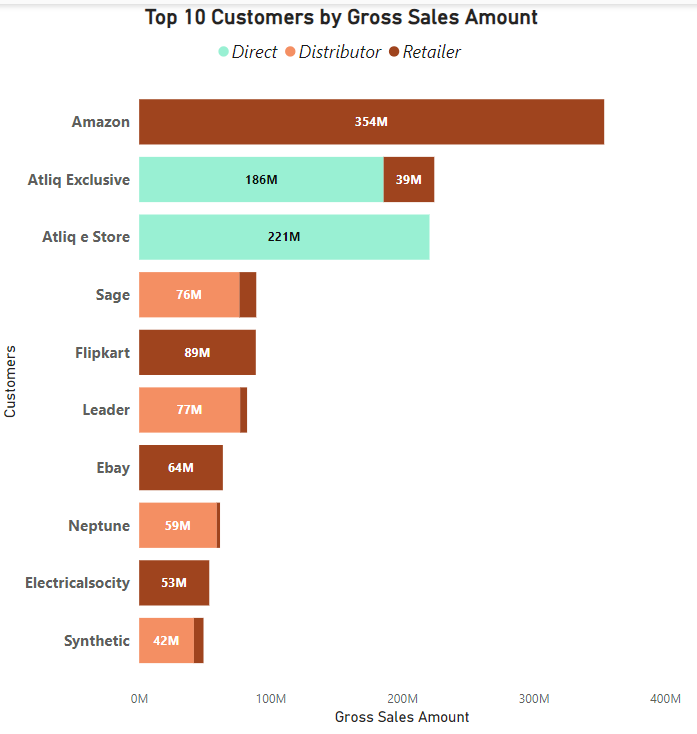 Top 10 Customers by Gross Sales Amount
Direct Distributor Retailer
Amazon 354M
Atliq Exclusive 186M 39M
Atliq e Store 221M
Sage 76M
Flipkart 89M
Leader 77M
Ebay 64M
Neptune 59M
Electricalsocity 53M
Synthetic 42M
Customers
0M 100M 200M 300M 400M
Gross Sales Amount